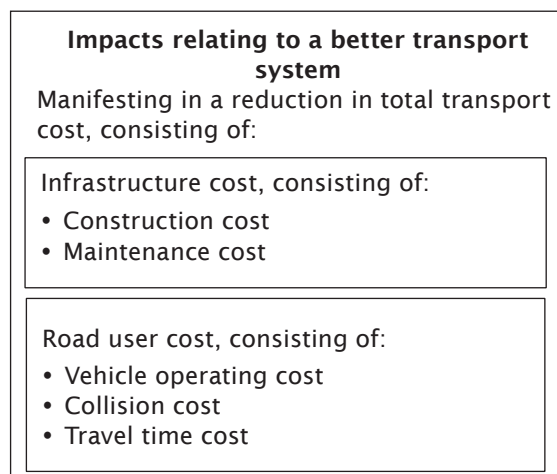 Impacts relating to a better transport
system
Manifesting in a reduction in total transport
cost, consisting of:
Infrastructure cost, consisting of:
• Construction cost
• Maintenance cost
Road user cost, consisting of:
• Vehicle operating cost
• Collision cost
• Travel time cost